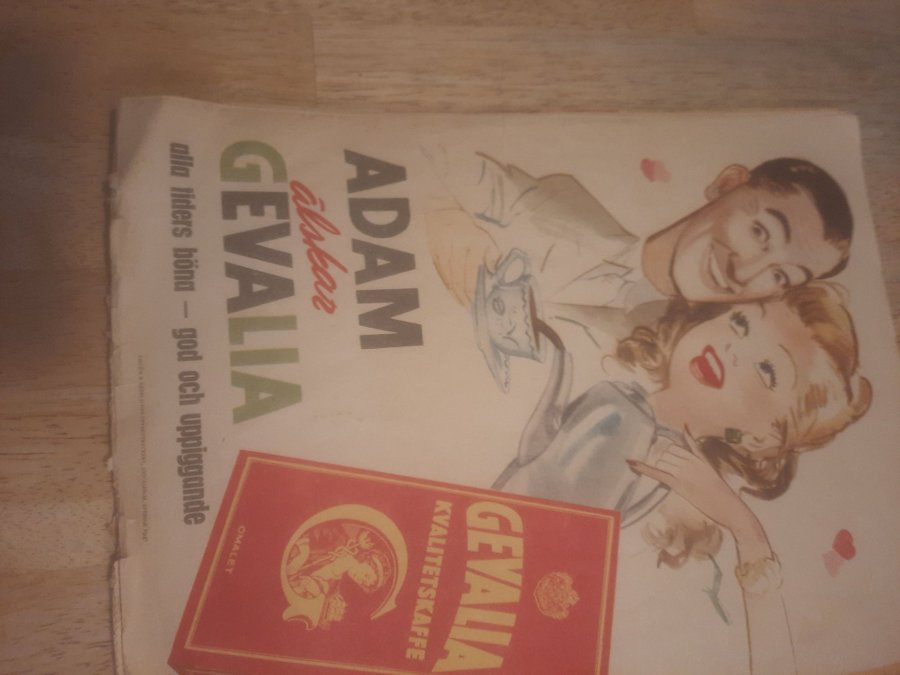 ADAM
älskar
GEVALIA
alla tiders böna – god och uppiggande
GEVALIA
KVALITETSKAFFE
OMALET